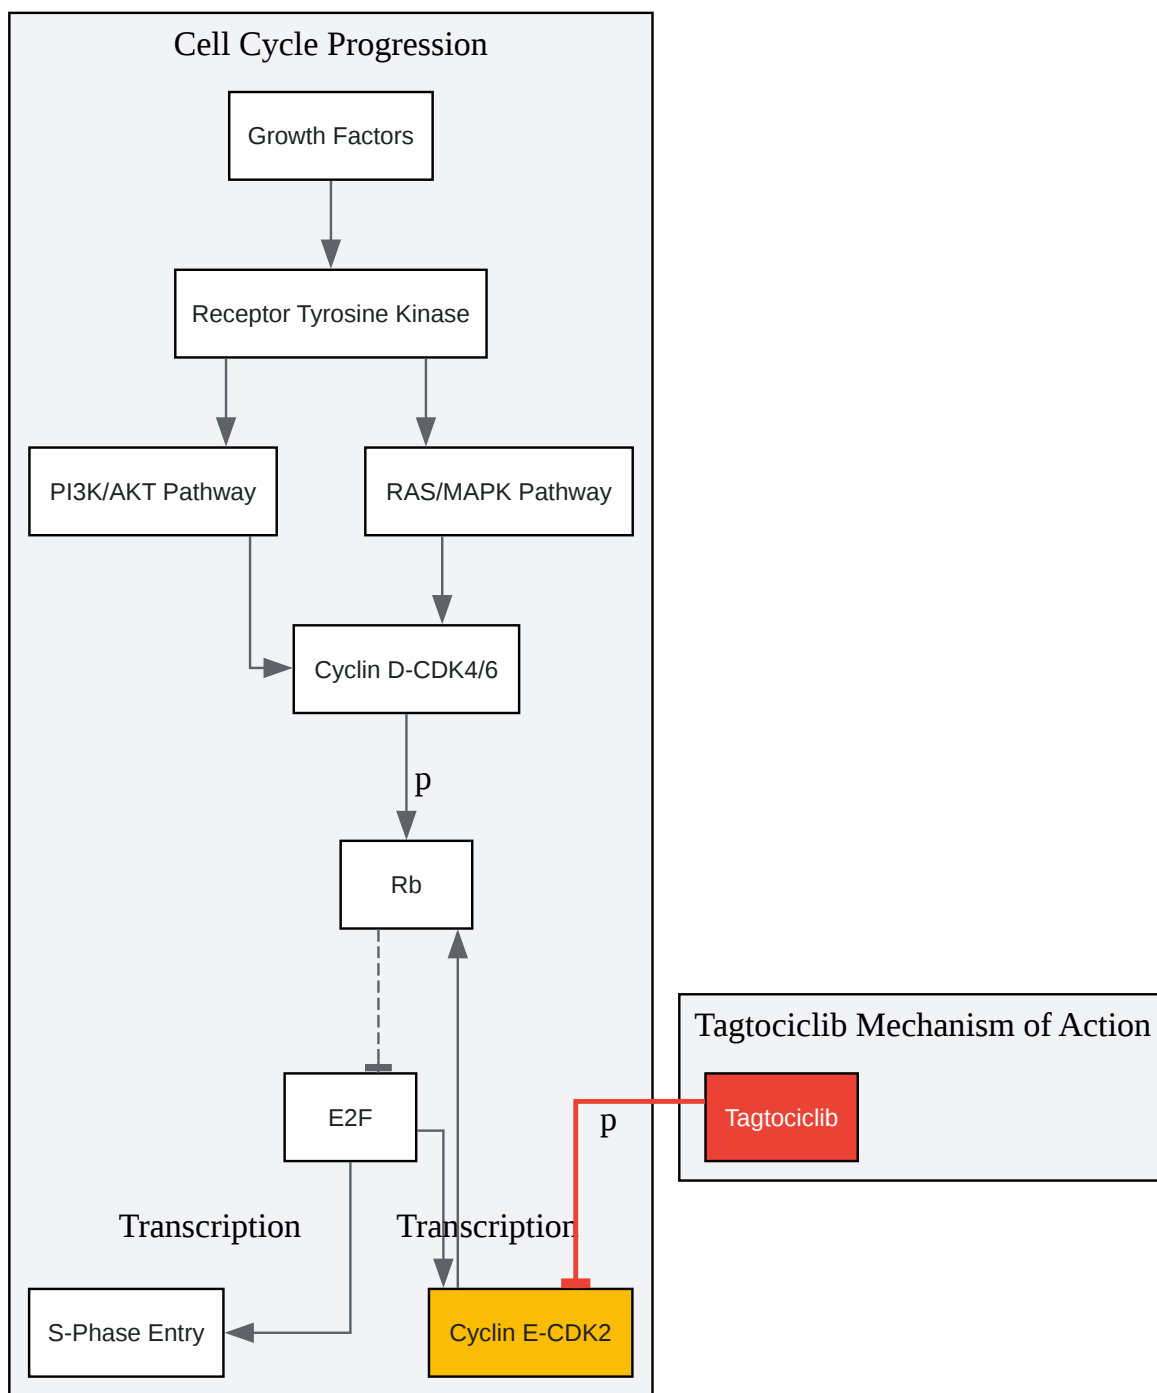 Cell Cycle Progression
Growth Factors
Receptor Tyrosine Kinase
PI3K/AKT Pathway
RAS/MAPK Pathway
Cyclin D-CDK4/6
p
Rb
Tagtociclib Mechanism of Action
E2F
p
Tagtociclib
Transcription
Transcription
S-Phase Entry
Cyclin E-CDK2